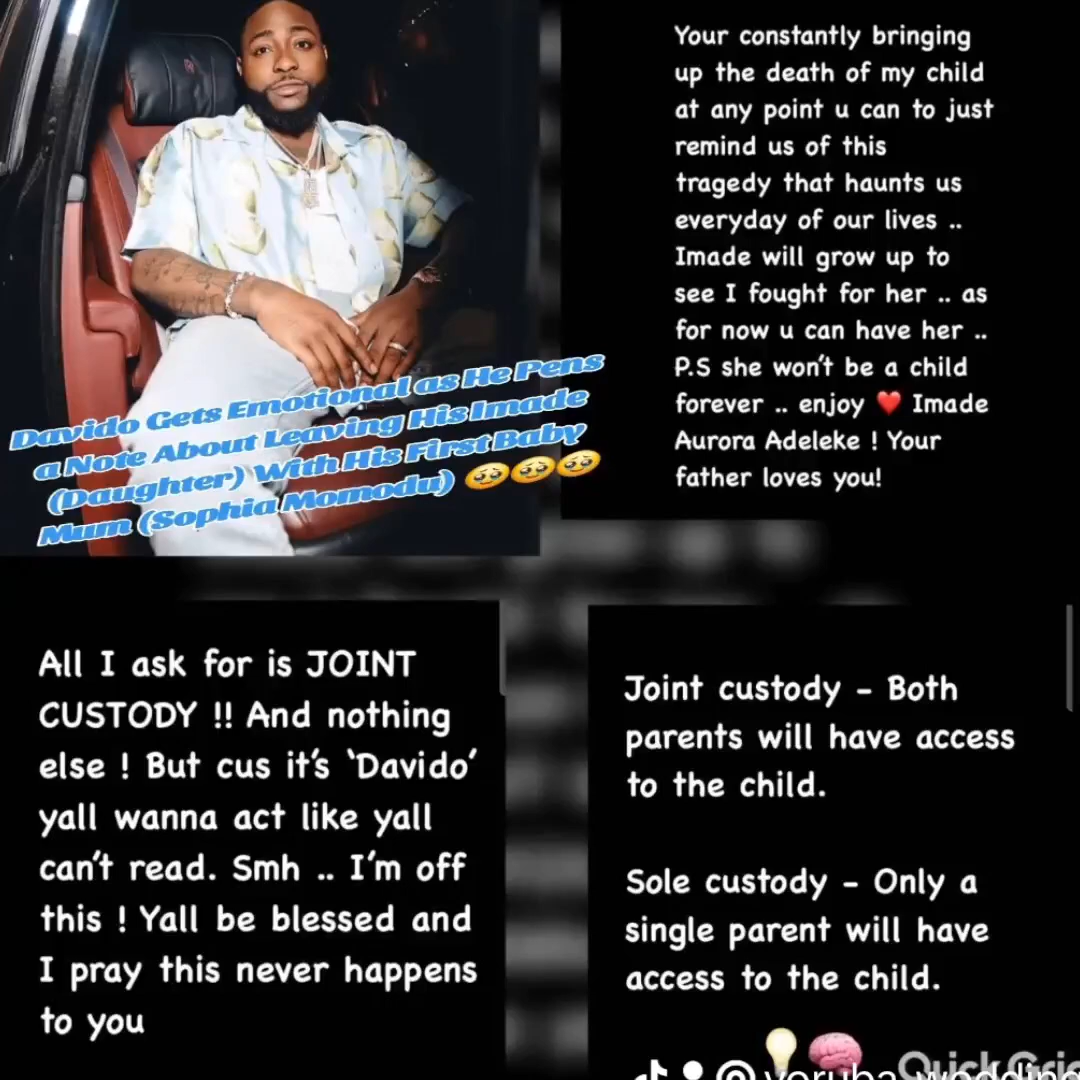 Your constantly bringing
up the death of my child
at any point u can to just
remind us of this
tragedy that haunts us
everyday of our lives ..
Imade will grow up to
see I fought for her .. as
for now u can have her ..
P.S she won't be a child
forever .. enjoy ❤️ Imade
Aurora Adeleke ! Your
father loves you!
Davido Gets Emotional as He Pens
a Note About Leaving His Imade
(Daughter) With His First Baby
Mum (Sophia Momodu) 🥹🥹🥹
All I ask for is JOINT
CUSTODY !! And nothing
else ! But cus it's 'Davido'
yall wanna act like yall
can't read. Smh .. I'm off
this ! Yall be blessed and
I pray this never happens
to you
Joint custody - Both
parents will have access
to the child.
Sole custody - Only a
single parent will have
access to the child.
💡🧠